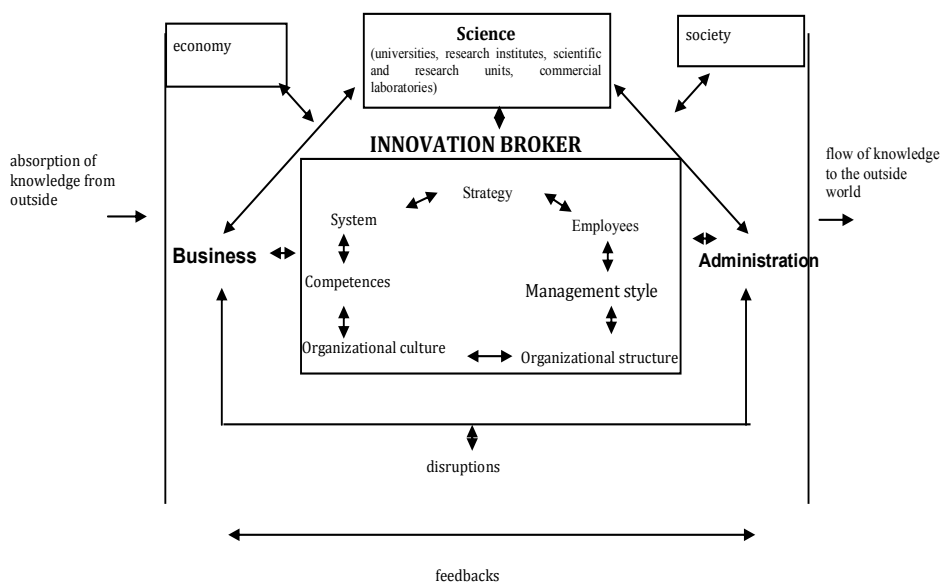 economy
Science
(universities, research institutes, scientific
and research units, commercial
laboratories)
society
INNOVATION BROKER
absorption of
knowledge from
outside
flow of knowledge
to the outside
world
Strategy
System
Employees
Business
Administration
Competences
Management style
Organizational culture
Organizational structure
disruptions
feedbacks